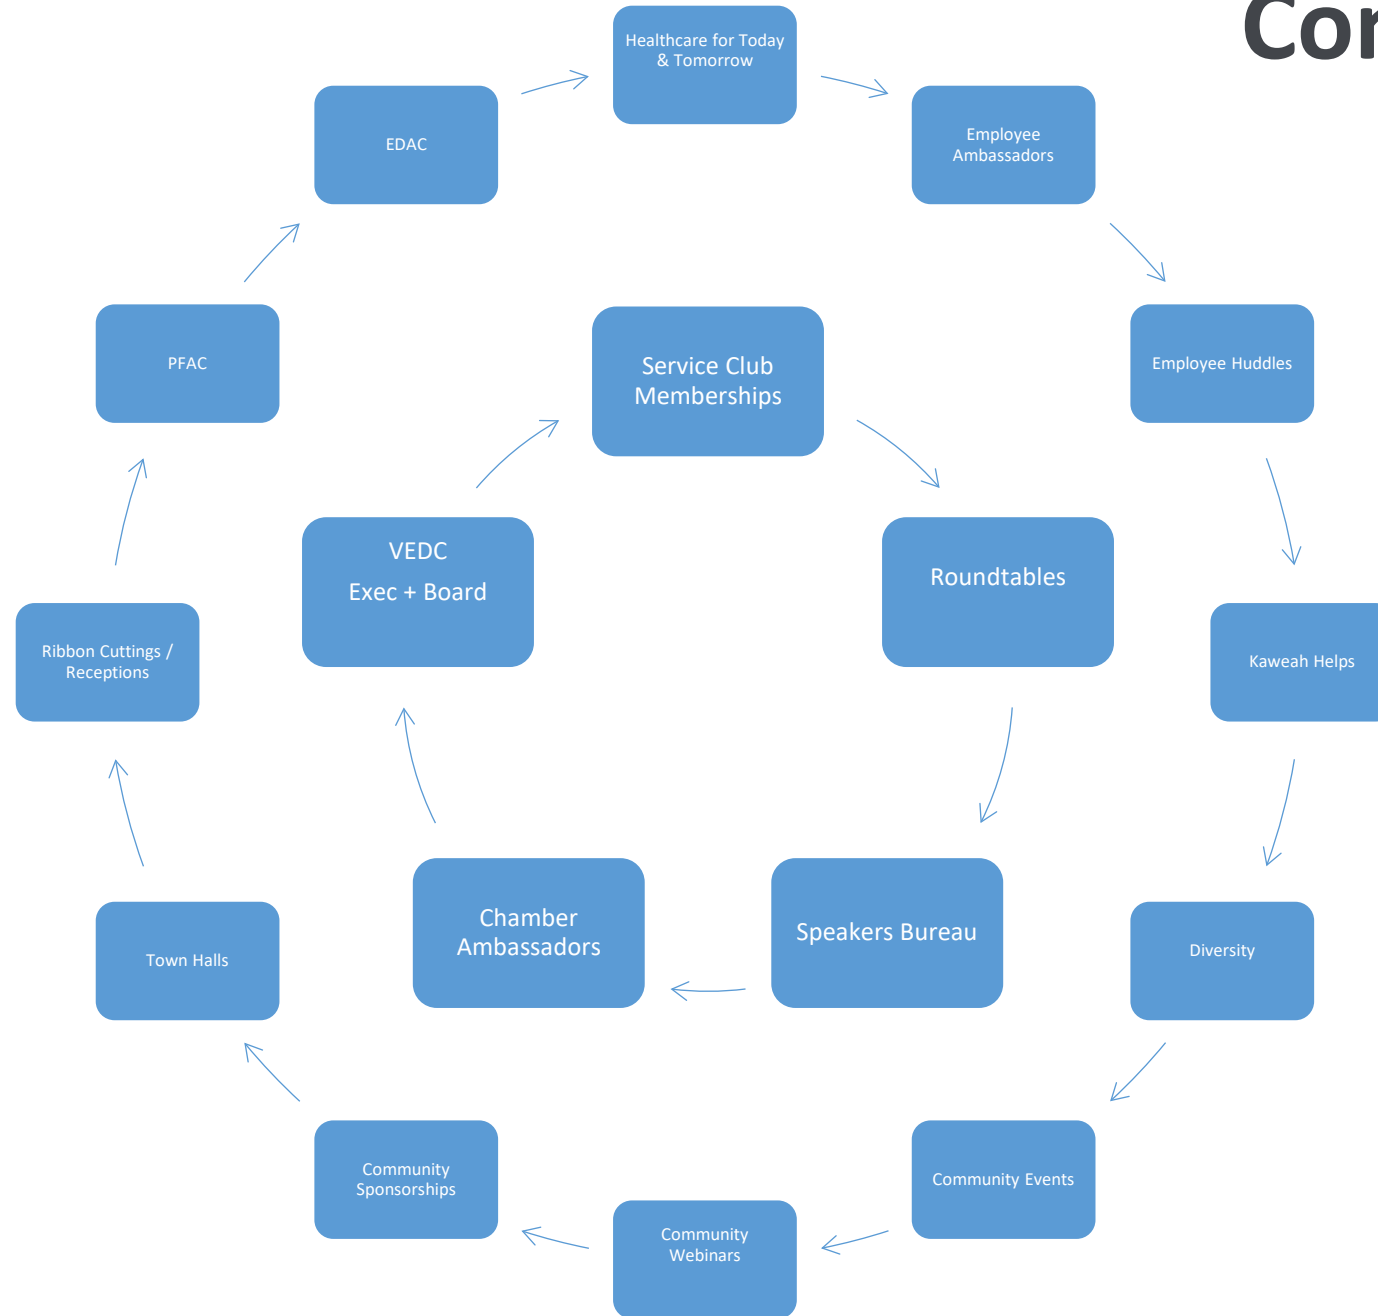 Healthcare for Today
& Tomorrow
Employee
Ambassadors
Employee Huddles
Kaweah Helps
Diversity
Community Events
Community
Webinars
Community
Sponsorships
Town Halls
Ribbon Cuttings /
Receptions
PFAC
EDAC
Service Club
Memberships
Roundtables
Speakers Bureau
Chamber
Ambassadors
VEDC
Exec + Board